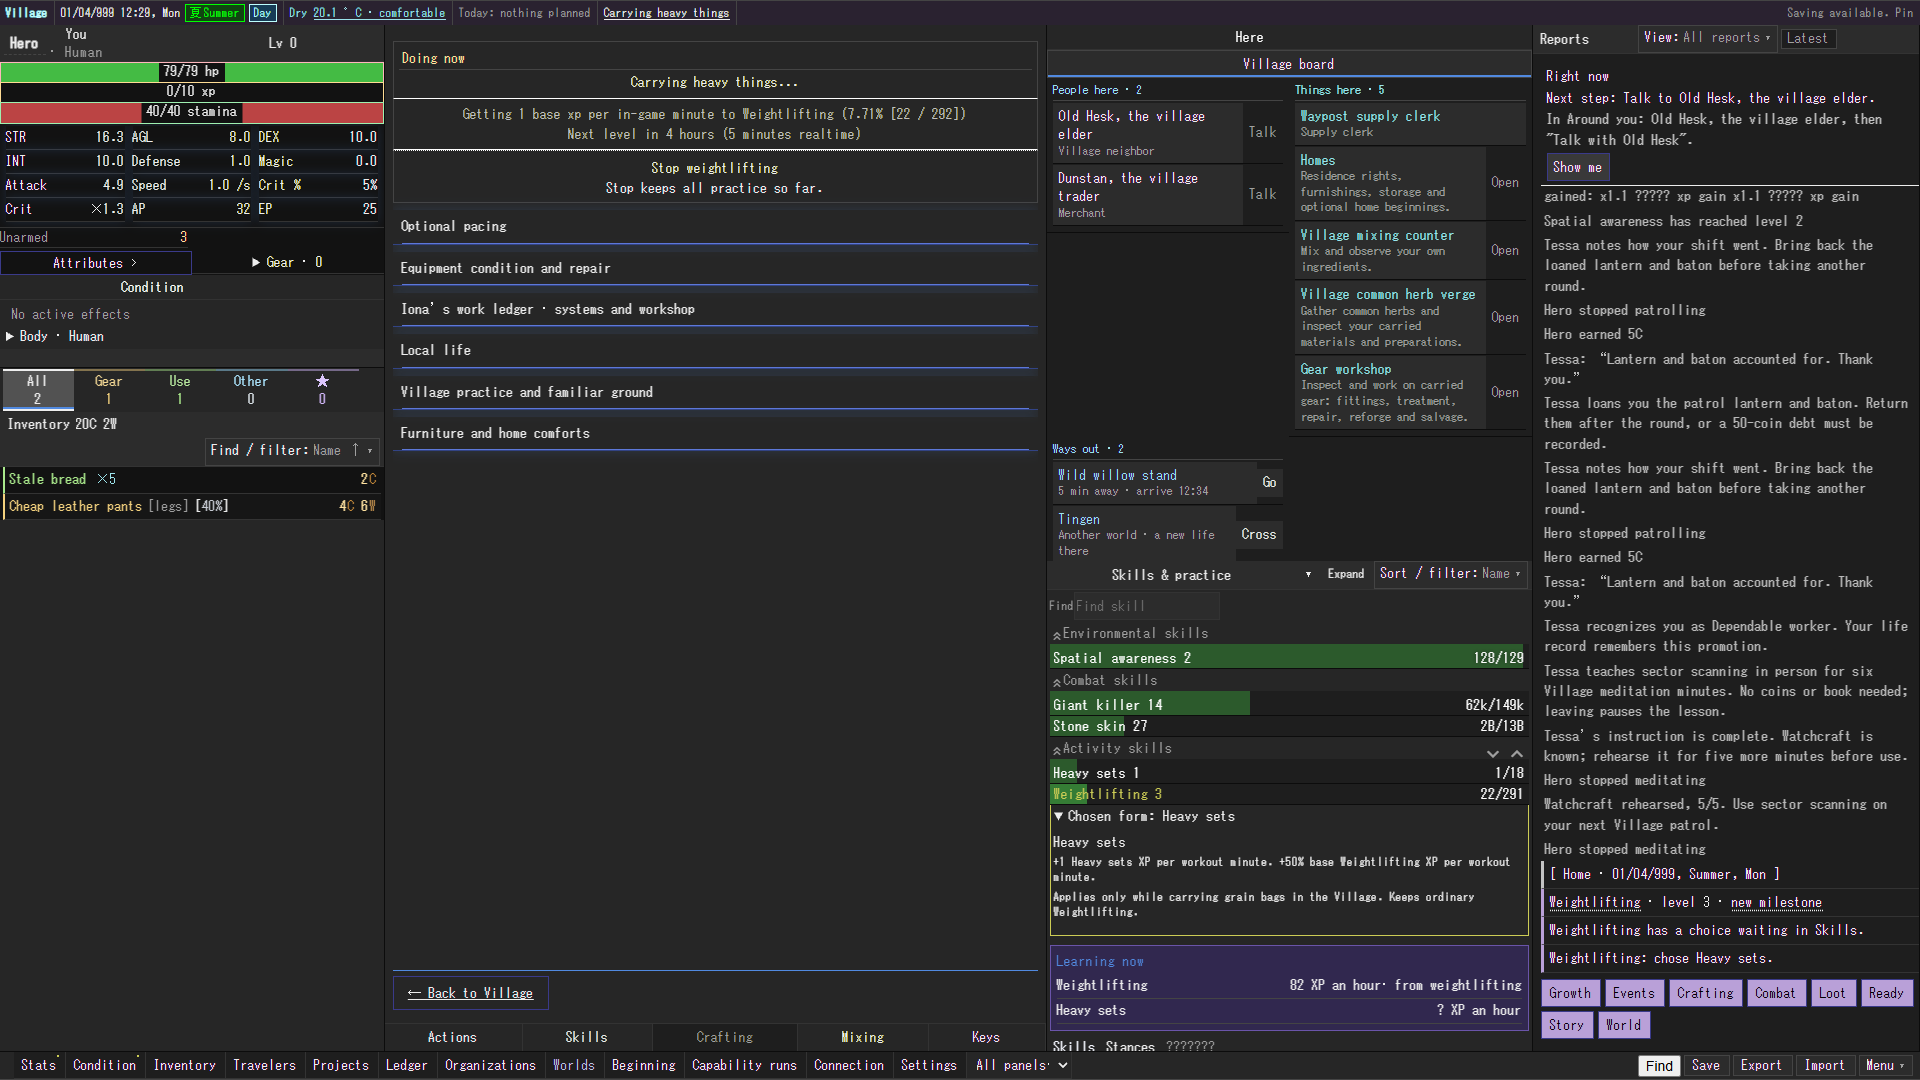 Village 01/04/999 12:29, Mon 夏Summer Day Dry 20.1 °C · comfortable Today: nothing planned Carrying heavy things Saving available. Pin
Hero · You Lv 0
Human
79/79 hp
0/10 xp
40/40 stamina
STR 16.3 AGL 8.0 DEX 10.0
INT 10.0 Defense 1.0 Magic 0.0
Attack 4.9 Speed 1.0 /s Crit % 5%
Crit ×1.3 AP 32 EP 25
Unarmed 3
Attributes > ▶ Gear · 0
Condition
No active effects
▶ Body · Human
All Gear Use Other ★
2 1 1 0 0
Inventory 20C 2W
Find / filter: Name ↑ ▾
Stale bread ×5 2C
Cheap leather pants [legs] [40%] 4C 6W
Doing now
Carrying heavy things...
Getting 1 base xp per in-game minute to Weightlifting (7.71% [22 / 292])
Next level in 4 hours (5 minutes realtime)
Stop weightlifting
Stop keeps all practice so far.
Optional pacing
Equipment condition and repair
Iona's work ledger · systems and workshop
Local life
Village practice and familiar ground
Furniture and home comforts
← Back to Village
Actions Skills Crafting Mixing Keys
Here
Village board
People here · 2
Old Hesk, the village elder Talk
Village neighbor
Dunstan, the village trader Talk
Merchant
Things here · 5
Waypost supply clerk
Supply clerk
Homes
Residence rights,
furnishings, storage and
optional home beginnings.
Open
Village mixing counter
Mix and observe your own
ingredients.
Open
Village common herb verge
Gather common herbs and
inspect your carried
materials and preparations.
Open
Gear workshop
Inspect and work on carried
gear: fittings, treatment,
repair, reforge and salvage.
Open
Ways out · 2
Wild willow stand Go
5 min away · arrive 12:34
Tingen Cross
Another world · a new life
there
Skills & practice ▾ Expand Sort / filter: Name ▾
Find Find skill
Environmental skills
Spatial awareness 2 128/129
Combat skills
Giant killer 14 62k/149k
Stone skin 27 2B/13B
Activity skills
Heavy sets 1 1/18
Weightlifting 3 22/291
▼ Chosen form: Heavy sets
Heavy sets
+1 Heavy sets XP per workout minute. +50% base Weightlifting XP per workout
minute.
Applies only while carrying grain bags in the Village. Keeps ordinary
Weightlifting.
Learning now
Weightlifting 82 XP an hour· from weightlifting
Heavy sets ? XP an hour
Skills Stances ???????
Reports View: All reports ▾ Latest
Right now
Next step: Talk to Old Hesk, the village elder.
In Around you: Old Hesk, the village elder, then
"Talk with Old Hesk".
Show me
gained: x1.1 ????? xp gain x1.1 ????? xp gain
Spatial awareness has reached level 2
Tessa notes how your shift went. Bring back the
loaned lantern and baton before taking another
round.
Hero stopped patrolling
Hero earned 5C
Tessa: “Lantern and baton accounted for. Thank
you.”
Tessa loans you the patrol lantern and baton. Return
them after the round, or a 50-coin debt must be
recorded.
Tessa notes how your shift went. Bring back the
loaned lantern and baton before taking another
round.
Hero stopped patrolling
Hero earned 5C
Tessa: “Lantern and baton accounted for. Thank
you.”
Tessa recognizes you as Dependable worker. Your life
record remembers this promotion.
Tessa teaches sector scanning in person for six
Village meditation minutes. No coins or book needed;
leaving pauses the lesson.
Tessa's instruction is complete. Watchcraft is
known; rehearse it for five more minutes before use.
Hero stopped meditating
Watchcraft rehearsed, 5/5. Use sector scanning on
your next Village patrol.
Hero stopped meditating
[ Home · 01/04/999, Summer, Mon ]
Weightlifting · level 3 · new milestone
Weightlifting has a choice waiting in Skills.
Weightlifting: chose Heavy sets.
Growth Events Crafting Combat Loot Ready
Story World
Stats Condition Inventory Travelers Projects Ledger Organizations Worlds Beginning Capability runs Connection Settings All panels Find Save Export Import Menu ▾